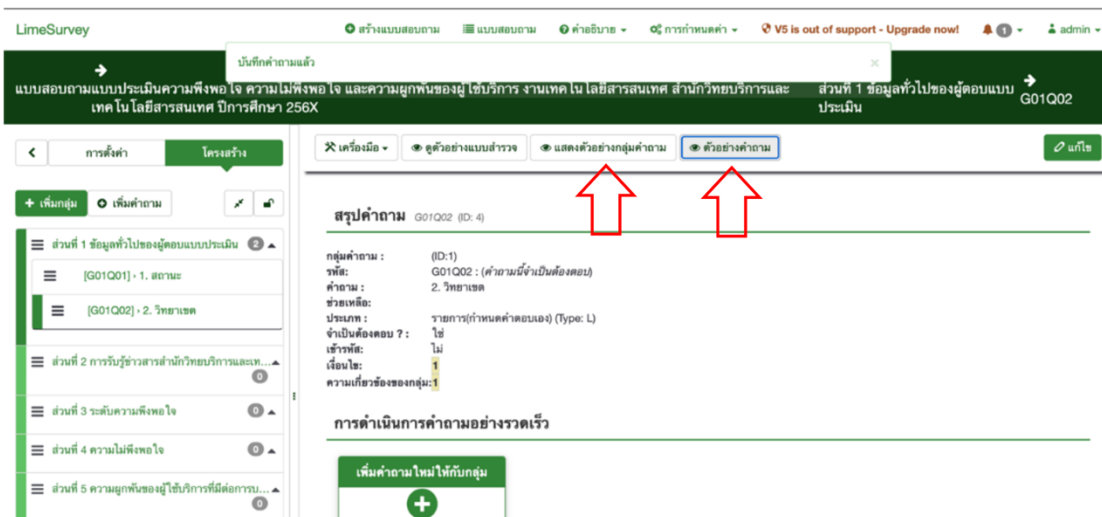 LimeSurvey
สร้างแบบสอบถาม
แบบสอบถาม
คำอธิบาย
การกำหนดค่า
V5 is out of support - Upgrade now!
1
admin
บันทึกคำถามแล้ว
×
แบบสอบถามแบบประเมินความพึงพอใจ ความไม่พึงพอใจ และความผูกพันของผู้ใช้บริการ งานเทคโนโลยีสารสนเทศ สำนักวิทยบริการและ
เทคโนโลยีสารสนเทศ ปีการศึกษา 256X
ส่วนที่ 1 ข้อมูลทั่วไปของผู้ตอบแบบ
ประเมิน
G01Q02
การตั้งค่า
โครงสร้าง
เครื่องมือ
ดูตัวอย่างแบบสำรวจ
แสดงตัวอย่างกลุ่มคำถาม
ตัวอย่างคำถาม
แก้ไข
+ เพิ่มกลุ่ม
เพิ่มคำถาม
ส่วนที่ 1 ข้อมูลทั่วไปของผู้ตอบแบบประเมิน 2
[G01Q01] › 1. สถานะ
[G01Q02] › 2. วิทยาเขต
ส่วนที่ 2 การรับรู้ข่าวสารสำนักวิทยบริการและเท...
0
ส่วนที่ 3 ระดับความพึงพอใจ 0
ส่วนที่ 4 ความไม่พึงพอใจ 0
ส่วนที่ 5 ความผูกพันของผู้ใช้บริการที่มีต่อการบ...
0
สรุปคำถาม G01Q02 (ID: 4)
กลุ่มคำถาม : (ID:1)
รหัส: G01Q02 : (คำถามนี้จำเป็นต้องตอบ)
คำถาม : 2. วิทยาเขต
ช่วยเหลือ:
ประเภท : รายการ(กำหนดคำตอบเอง) (Type: L)
จำเป็นต้องตอบ ? : ใช่
เข้ารหัส: ไม่
เงื่อนไข: 1
ความเกี่ยวข้องของกลุ่ม: 1
การดำเนินการคำถามอย่างรวดเร็ว
เพิ่มคำถามใหม่ให้กับกลุ่ม